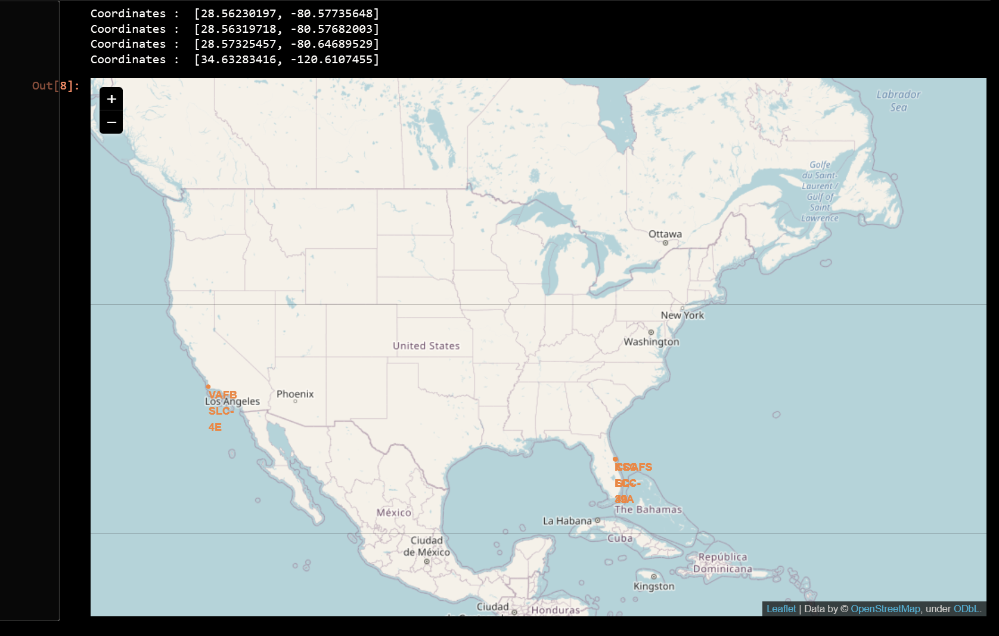 Coordinates :  [28.56230197, -80.57735648]
Coordinates :  [28.56319718, -80.57682003]
Coordinates :  [28.57325457, -80.64689529]
Coordinates :  [34.63283416, -120.6107455]
Out[8]:
+
−
Labrador
Sea
Golfe
du Saint-
Laurent /
Gulf of
Saint
Lawrence
Ottawa
New York
Washington
United States
VAFB
SLC-
4E
Los Angeles
Phoenix
The Bahamas
La Habana
Cuba
México
Ciudad
de México
República
Dominicana
Kingston
Ciudad
Honduras
Leaflet | Data by © OpenStreetMap, under ODbL.